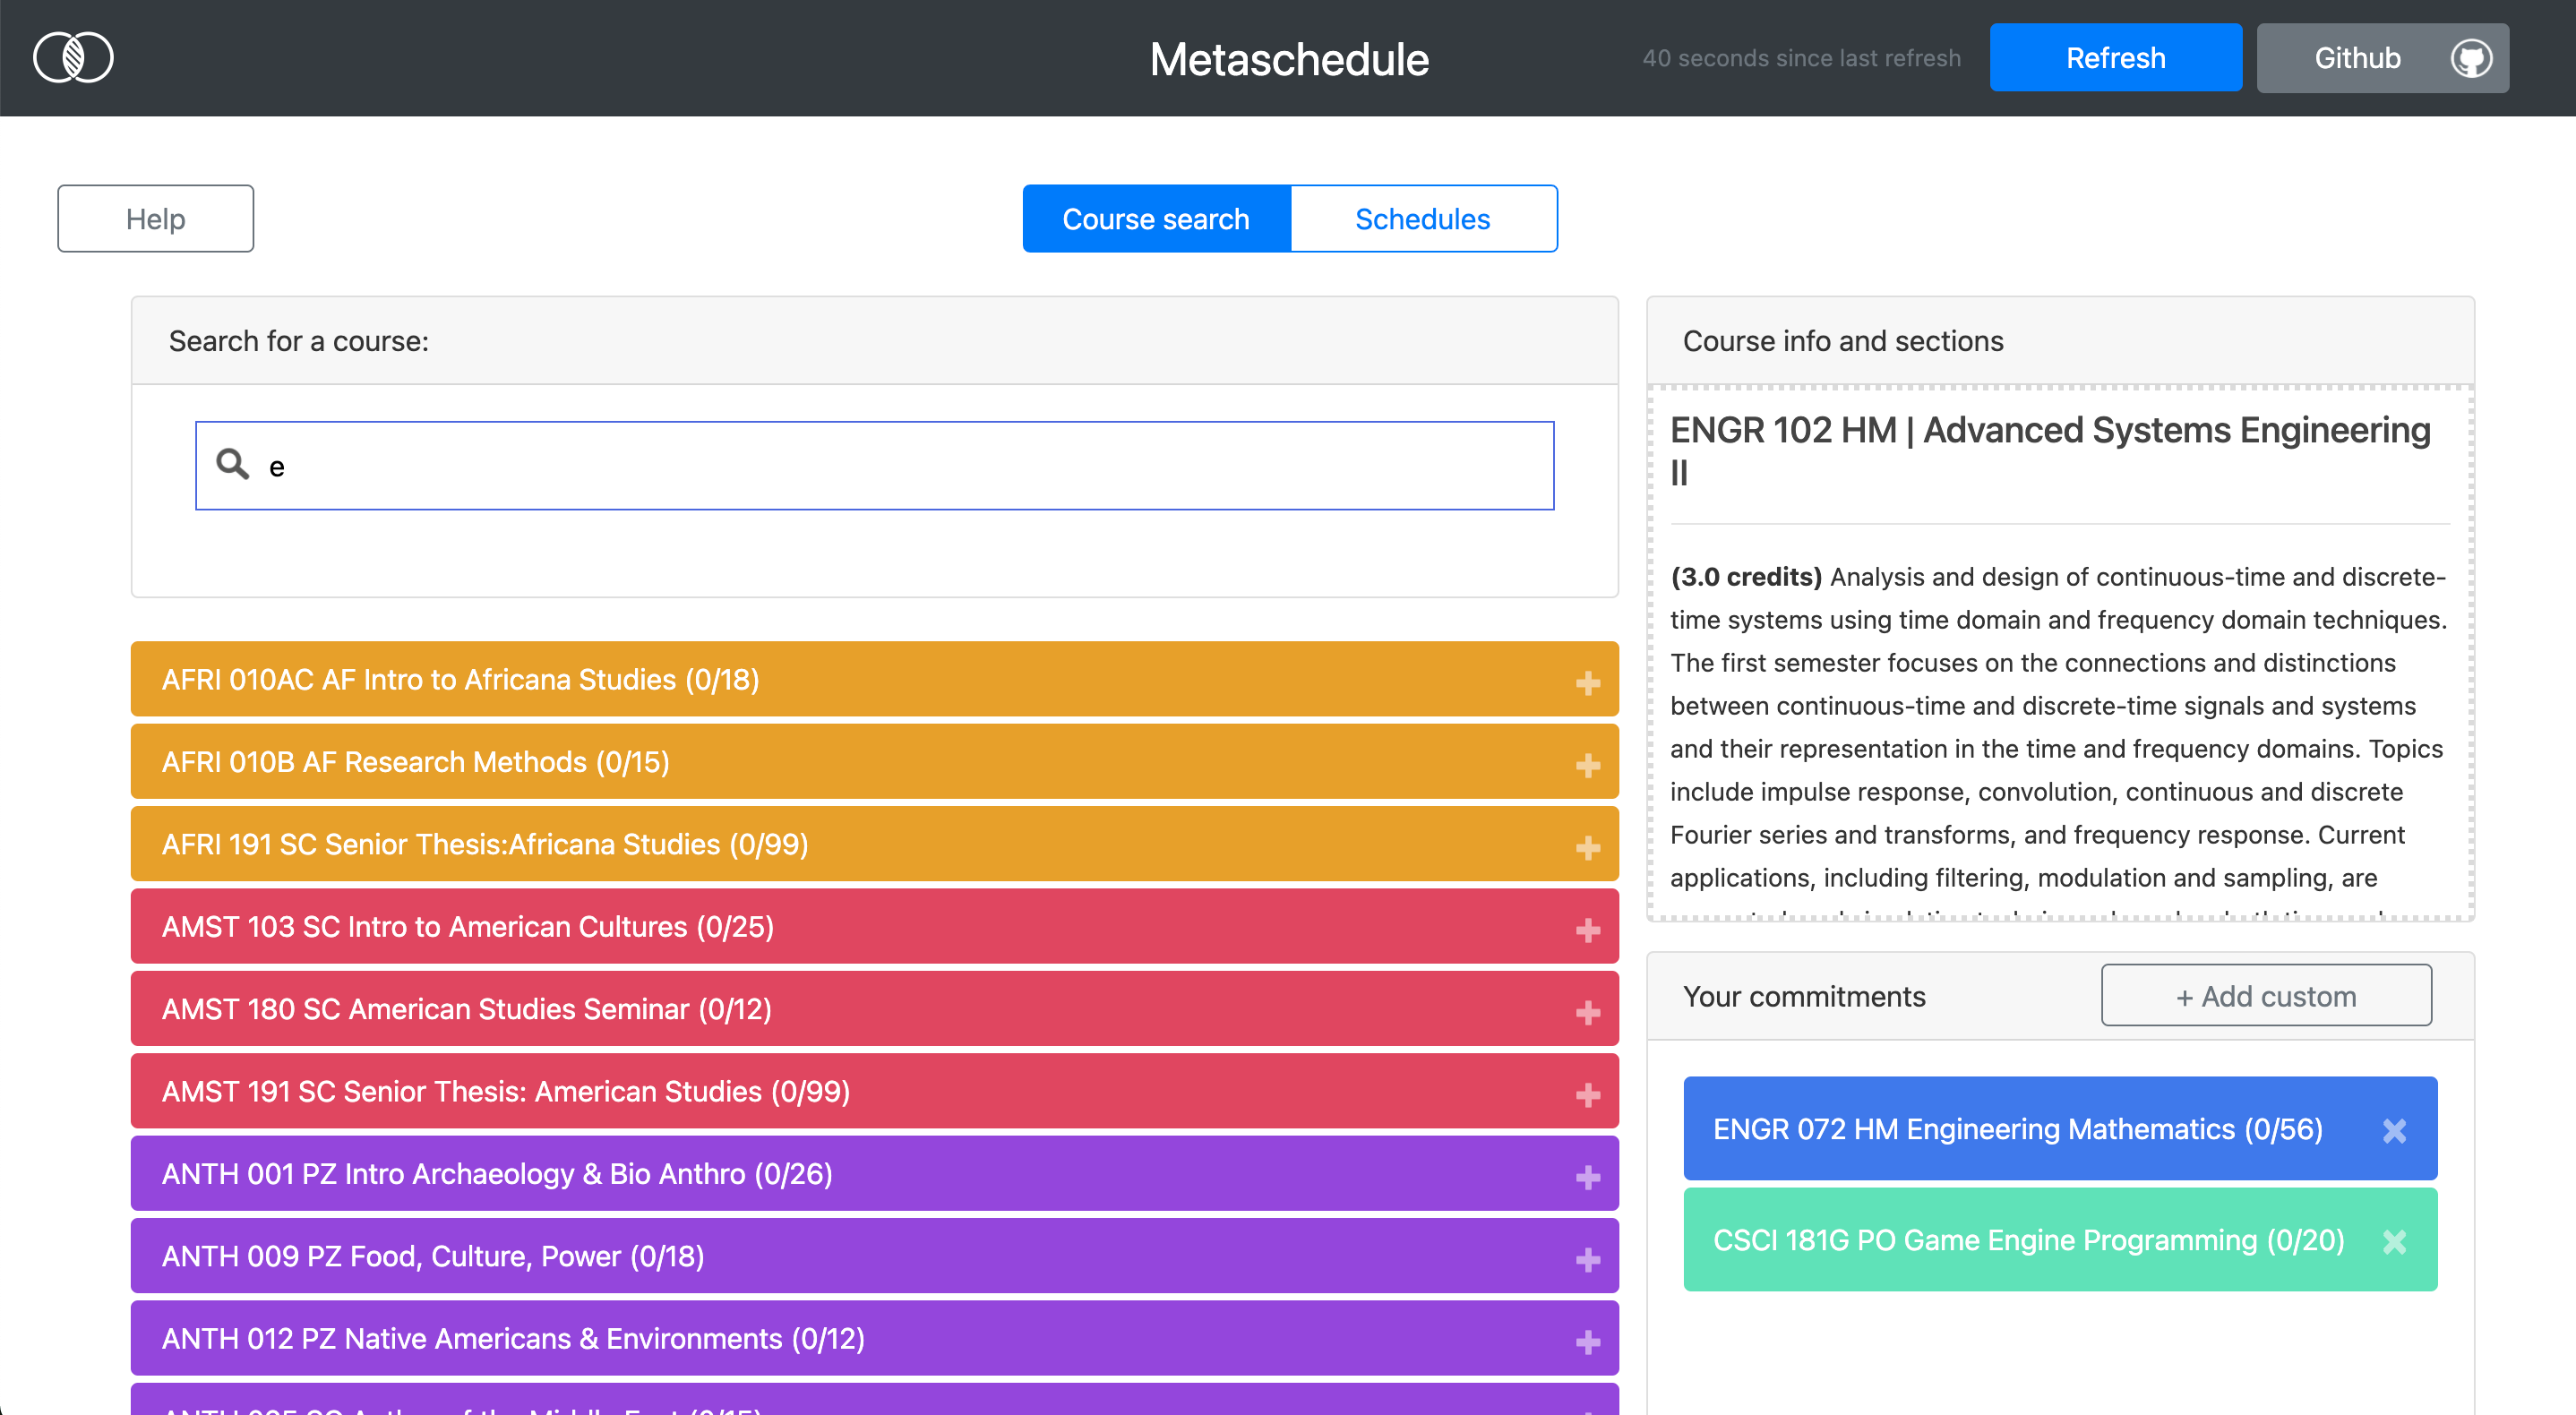 Metaschedule
40 seconds since last refresh
Refresh
Github
Help
Course search
Schedules
Search for a course:
e
AFRI 010AC AF Intro to Africana Studies (0/18)
AFRI 010B AF Research Methods (0/15)
AFRI 191 SC Senior Thesis:Africana Studies (0/99)
AMST 103 SC Intro to American Cultures (0/25)
AMST 180 SC American Studies Seminar (0/12)
AMST 191 SC Senior Thesis: American Studies (0/99)
ANTH 001 PZ Intro Archaeology & Bio Anthro (0/26)
ANTH 009 PZ Food, Culture, Power (0/18)
ANTH 012 PZ Native Americans & Environments (0/12)
Course info and sections
ENGR 102 HM | Advanced Systems Engineering
II
(3.0 credits) Analysis and design of continuous-time and discrete-
time systems using time domain and frequency domain techniques.
The first semester focuses on the connections and distinctions
between continuous-time and discrete-time signals and systems
and their representation in the time and frequency domains. Topics
include impulse response, convolution, continuous and discrete
Fourier series and transforms, and frequency response. Current
applications, including filtering, modulation and sampling, are
Your commitments
+ Add custom
ENGR 072 HM Engineering Mathematics (0/56)
CSCI 181G PO Game Engine Programming (0/20)